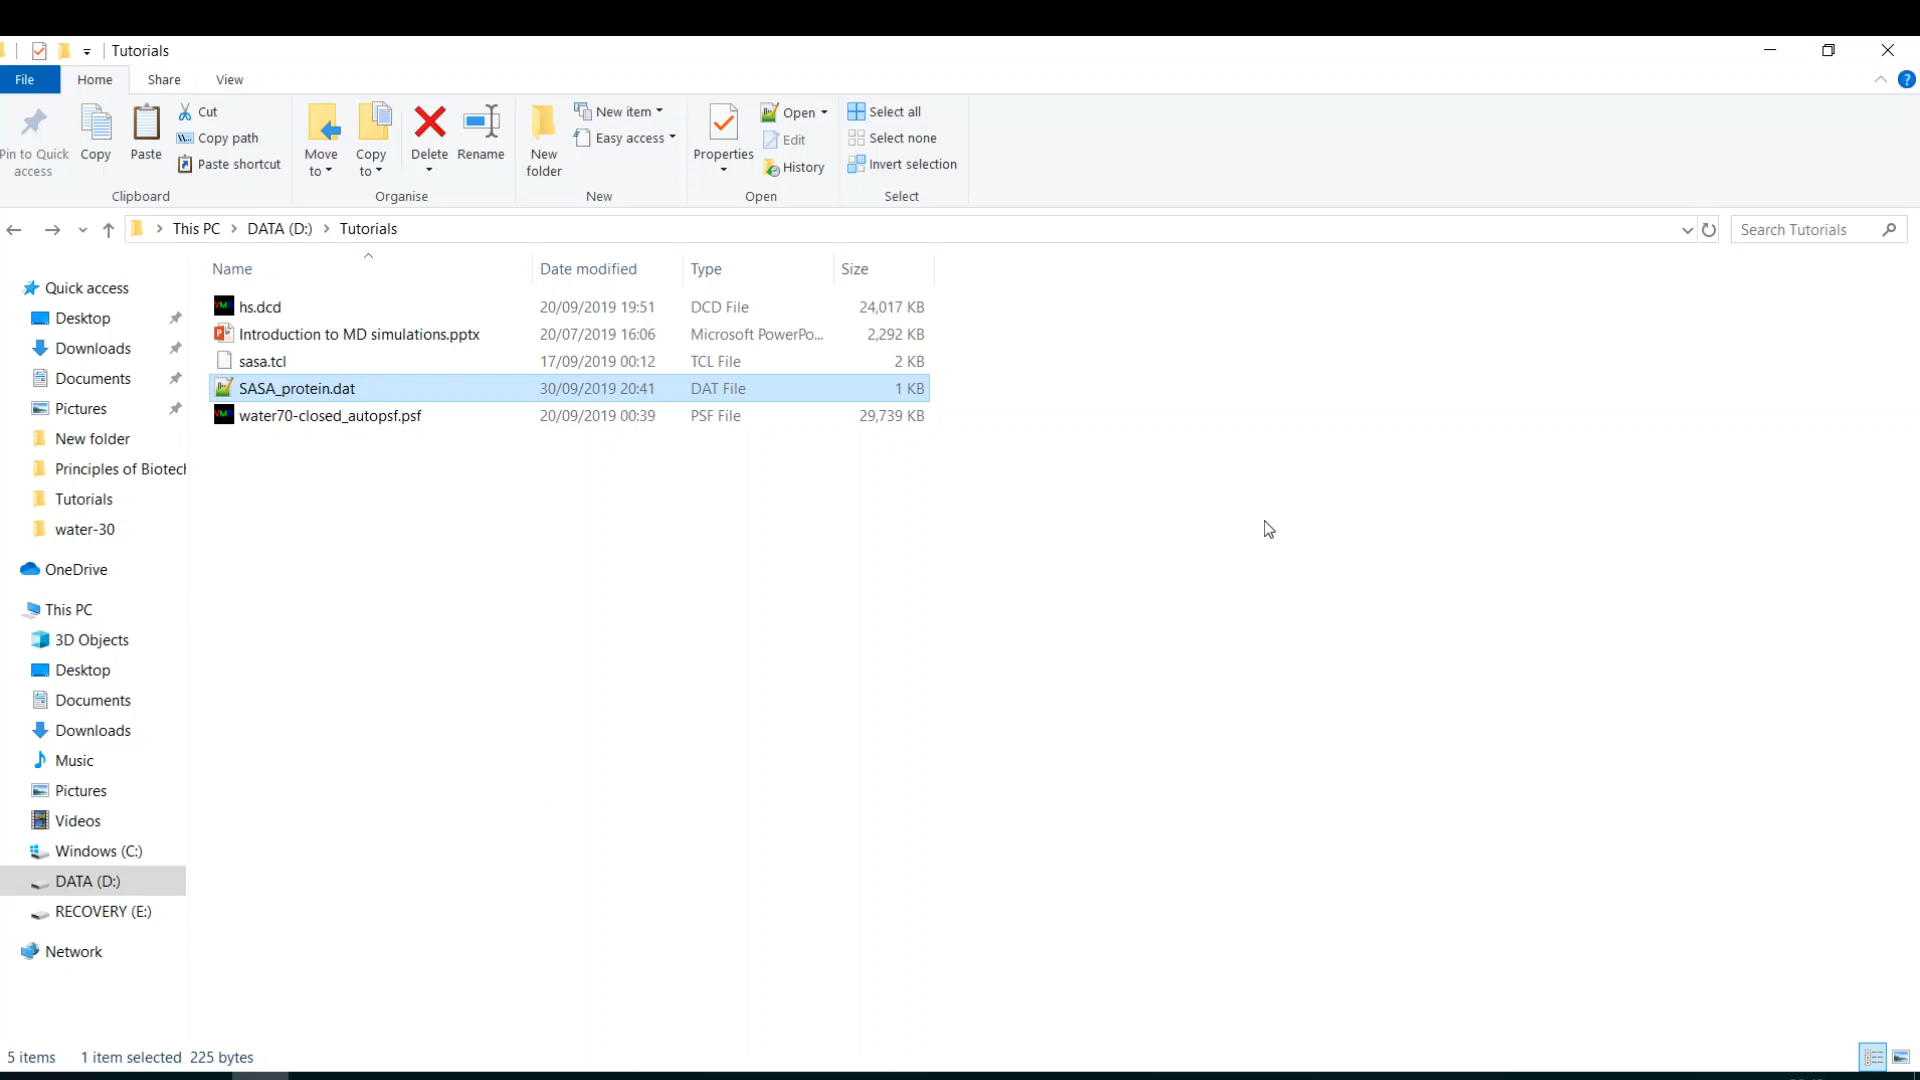 Tutorials
File Home Share View
Pin to Quick access
Copy
Paste
Cut
Copy path
Paste shortcut
Clipboard
Move to
Copy to
Delete
Rename
Organise
New folder
New item
Easy access
New
Properties
Open
Edit
History
Open
Select all
Select none
Invert selection
Select
This PC > DATA (D:) > Tutorials
Search Tutorials
Name Date modified Type Size
hs.dcd 20/09/2019 19:51 DCD File 24,017 KB
Introduction to MD simulations.pptx 20/07/2019 16:06 Microsoft PowerPo... 2,292 KB
sasa.tcl 17/09/2019 00:12 TCL File 2 KB
SASA_protein.dat 30/09/2019 20:41 DAT File 1 KB
water70-closed_autopsf.psf 20/09/2019 00:39 PSF File 29,739 KB
Quick access
Desktop
Downloads
Documents
Pictures
New folder
Principles of Biotech
Tutorials
water-30
OneDrive
This PC
3D Objects
Desktop
Documents
Downloads
Music
Pictures
Videos
Windows (C:)
DATA (D:)
RECOVERY (E:)
Network
5 items 1 item selected 225 bytes